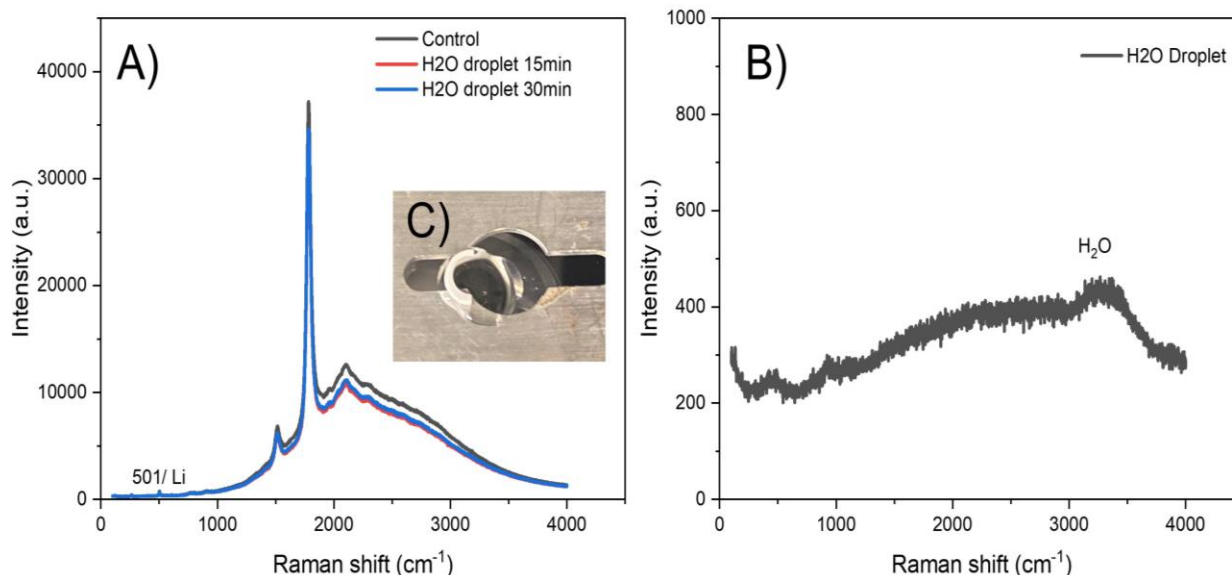 A)
Control
H2O droplet 15min
H2O droplet 30min
C)
501/ Li
Intensity (a.u.)
40000
30000
20000
10000
0
0 1000 2000 3000 4000
Raman shift (cm⁻¹)
B)
H2O Droplet
H₂O
Intensity (a.u.)
1000
800
600
400
200
0
0 1000 2000 3000 4000
Raman shift (cm⁻¹)